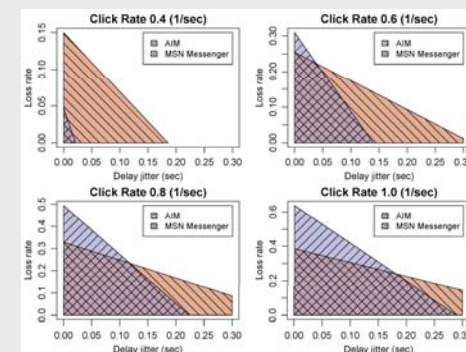 Click Rate 0.4 (1/sec)
Loss rate
0.15
0.10
0.05
0.00
AIM
MSN Messenger
0.00 0.05 0.10 0.15 0.20 0.25 0.30
Delay jitter (sec)
Click Rate 0.6 (1/sec)
Loss rate
0.30
0.20
0.10
0.00
AIM
MSN Messenger
0.00 0.05 0.10 0.15 0.20 0.25 0.30
Delay jitter (sec)
Click Rate 0.8 (1/sec)
Loss rate
0.5
0.4
0.3
0.2
0.1
0.0
AIM
MSN Messenger
0.00 0.05 0.10 0.15 0.20 0.25 0.30
Delay jitter (sec)
Click Rate 1.0 (1/sec)
Loss rate
0.6
0.4
0.2
0.0
AIM
MSN Messenger
0.00 0.05 0.10 0.15 0.20 0.25 0.30
Delay jitter (sec)